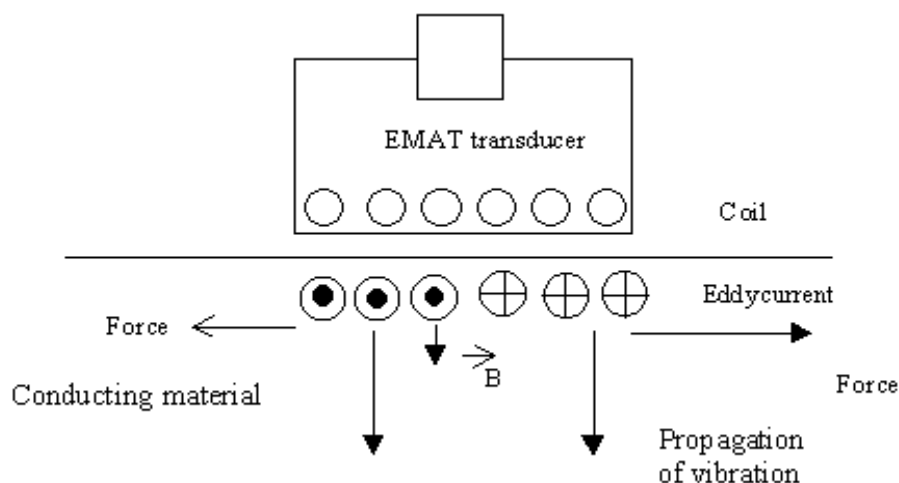 EMAT transducer
Coil
Eddycurrent
Force
B
Force
Conducting material
Propagation
of vibration